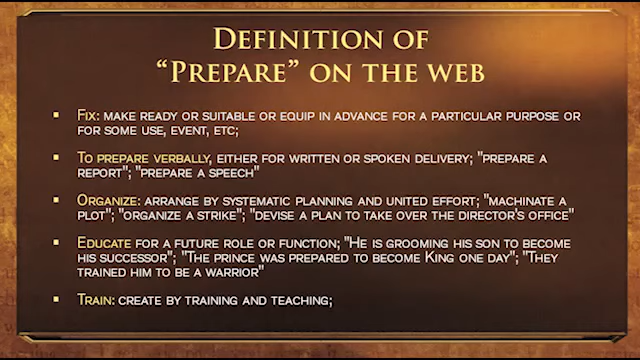 DEFINITION OF
“PREPARE” ON THE WEB
▪ FIX: MAKE READY OR SUITABLE OR EQUIP IN ADVANCE FOR A PARTICULAR PURPOSE OR
FOR SOME USE, EVENT, ETC;
▪ TO PREPARE VERBALLY, EITHER FOR WRITTEN OR SPOKEN DELIVERY; "PREPARE A
REPORT"; "PREPARE A SPEECH"
▪ ORGANIZE: ARRANGE BY SYSTEMATIC PLANNING AND UNITED EFFORT; "MACHINATE A
PLOT"; "ORGANIZE A STRIKE"; "DEVISE A PLAN TO TAKE OVER THE DIRECTOR'S OFFICE"
▪ EDUCATE FOR A FUTURE ROLE OR FUNCTION; "HE IS GROOMING HIS SON TO BECOME
HIS SUCCESSOR"; "THE PRINCE WAS PREPARED TO BECOME KING ONE DAY"; "THEY
TRAINED HIM TO BE A WARRIOR"
▪ TRAIN: CREATE BY TRAINING AND TEACHING;